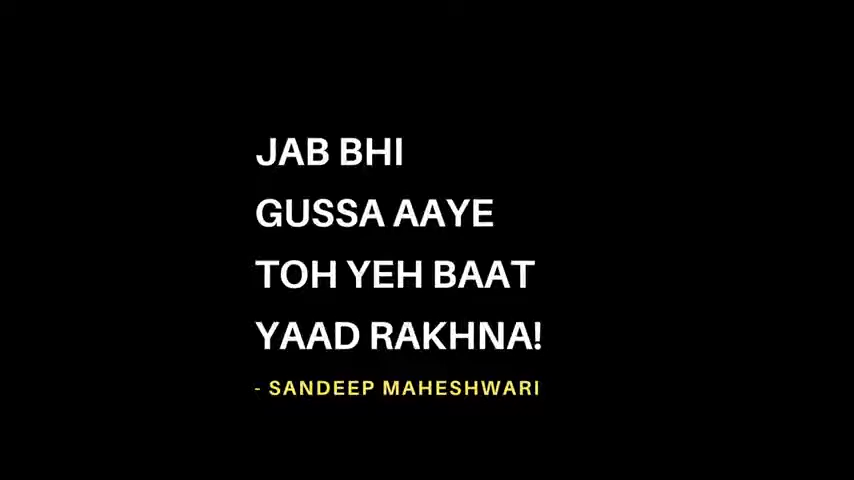 JAB BHI
GUSSA AAYE
TOH YEH BAAT
YAAD RAKHNA!
- SANDEEP MAHESHWARI